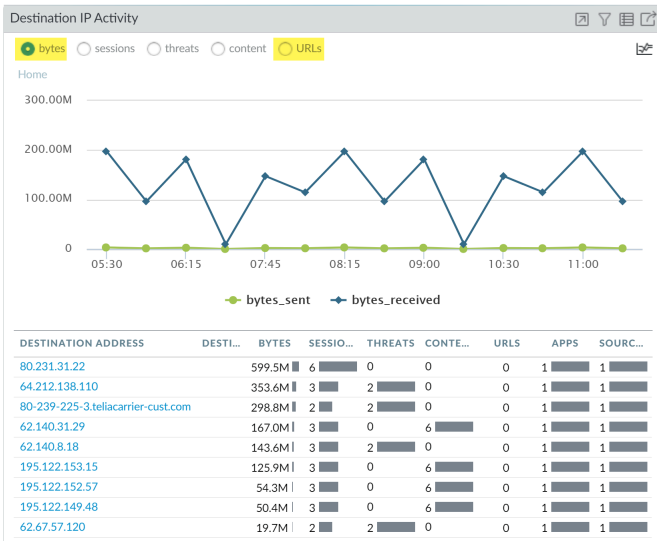 Destination IP Activity
bytes sessions threats content URLs
Home
300.00M
200.00M
100.00M
0
05:30 06:15 07:45 08:15 09:00 10:30 11:00
bytes_sent bytes_received
DESTINATION ADDRESS DESTI... BYTES SESSIO... THREATS CONTE... URLS APPS SOURC...
80.231.31.22 599.5M 6 0 0 0 1 1
64.212.138.110 353.6M 3 2 0 0 1 1
80-239-225-3.teliacarrier-cust.com 298.8M 2 2 0 0 1 1
62.140.31.29 167.0M 3 0 6 0 1 1
62.140.8.18 143.6M 3 2 0 0 1 1
195.122.153.15 125.9M 3 0 6 0 1 1
195.122.152.57 54.3M 3 0 6 0 1 1
195.122.149.48 50.4M 3 0 6 0 1 1
62.67.57.120 19.7M 2 2 0 0 1 1